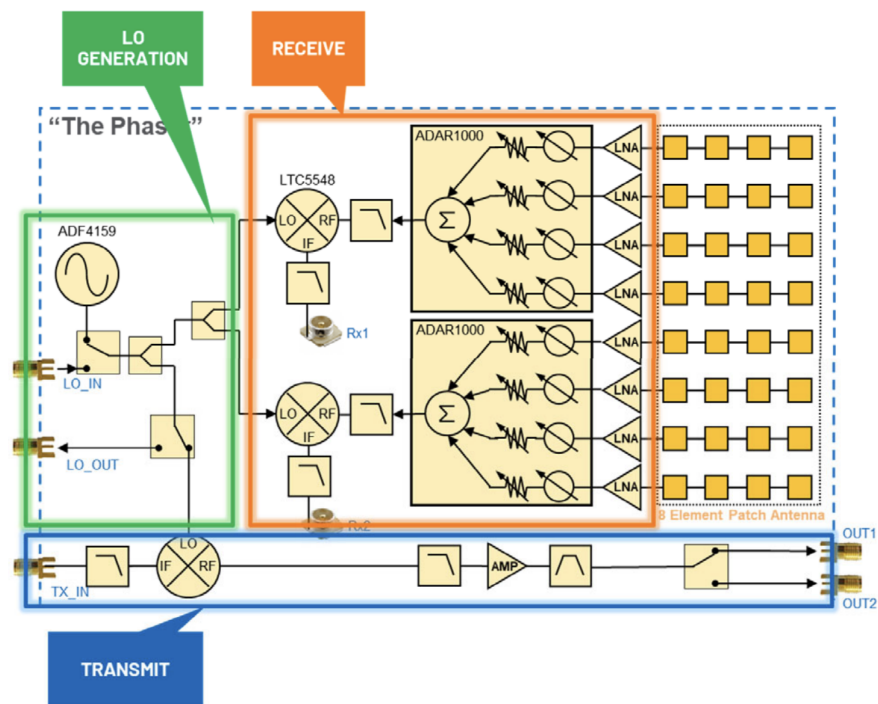 LO
GENERATION
RECEIVE
"The Phaser"
ADAR1000
LNA
LTC5548
LNA
LO RF
IF
Σ
LNA
ADF4159
LNA
Rx1
ADAR1000
LNA
LO_IN
LNA
LO RF
IF
Σ
LNA
LO_OUT
LNA
Rx2
8 Element Patch Antenna
OUT1
LO
IF RF
AMP
TX_IN
OUT2
TRANSMIT